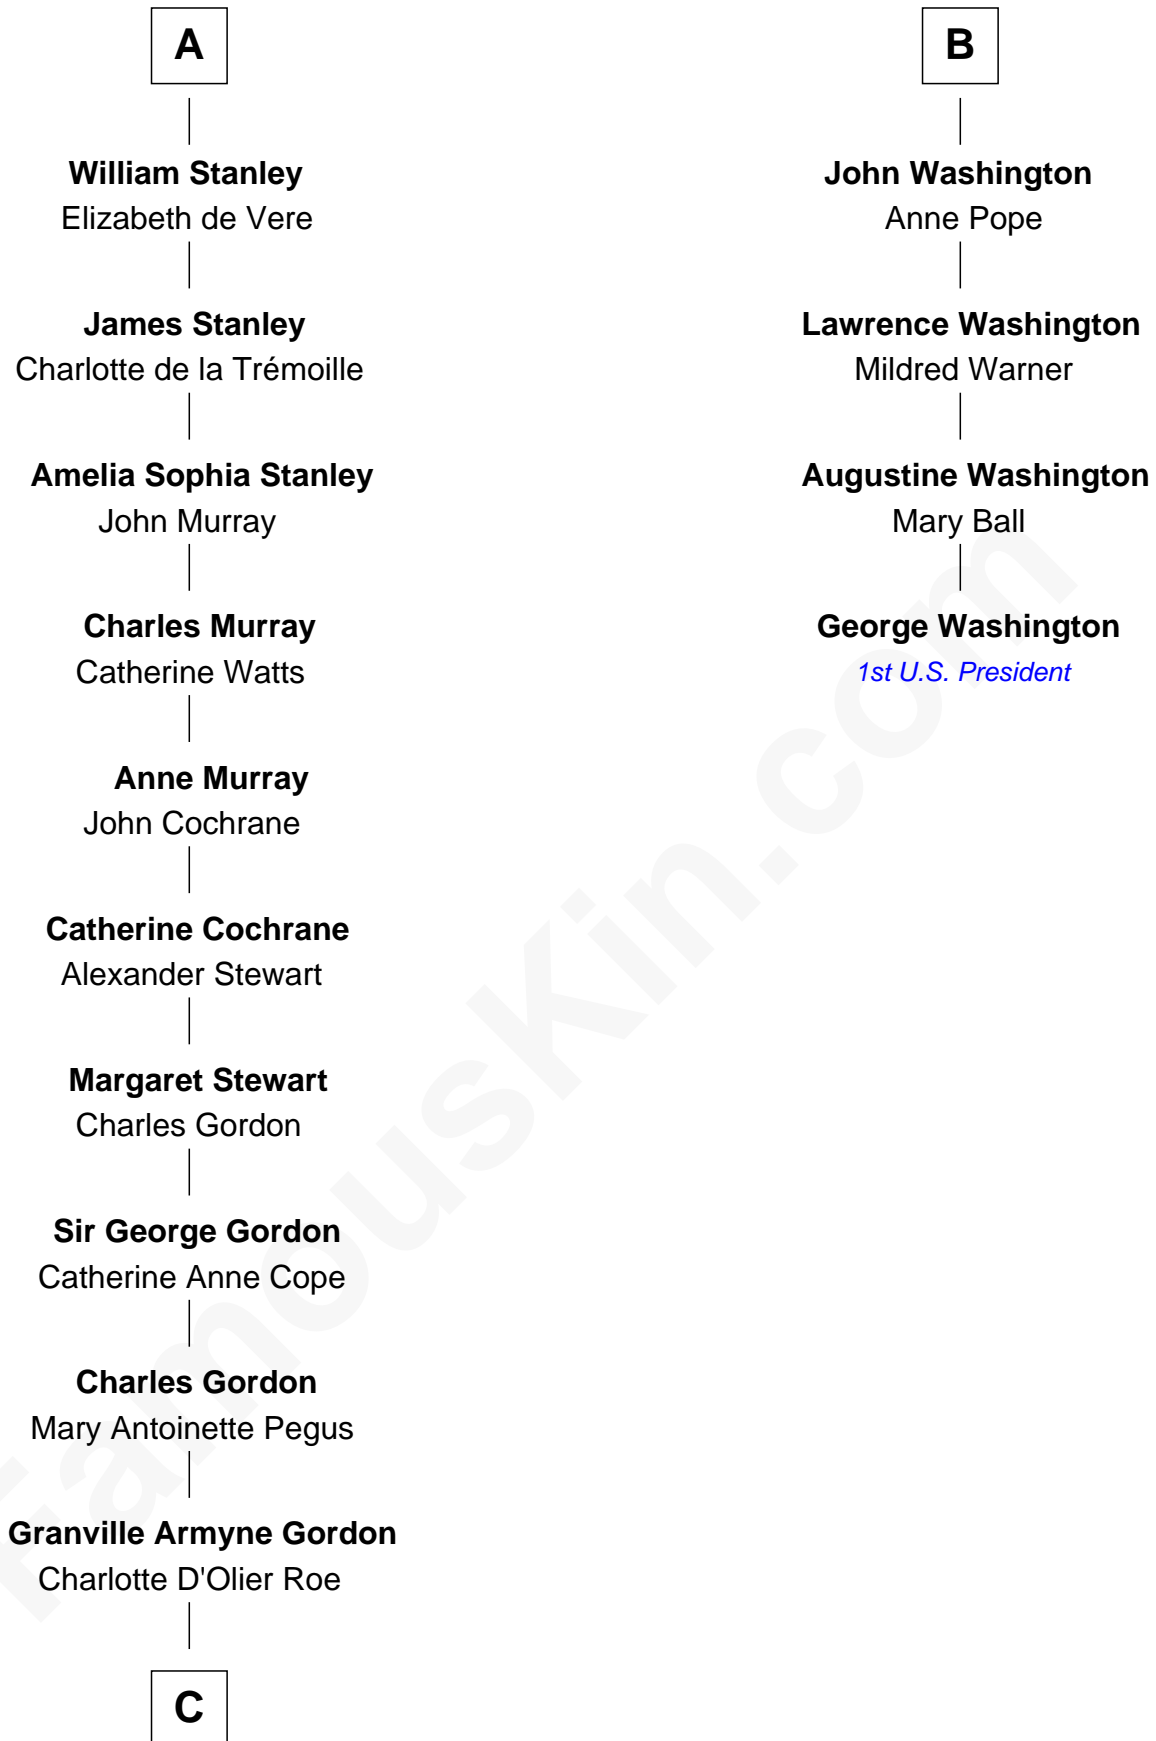 A
William Stanley
Elizabeth de Vere
James Stanley
Charlotte de la Trémoille
Amelia Sophia Stanley
John Murray
Charles Murray
Catherine Watts
Anne Murray
John Cochrane
Catherine Cochrane
Alexander Stewart
Margaret Stewart
Charles Gordon
Sir George Gordon
Catherine Anne Cope
Charles Gordon
Mary Antoinette Pegus
Granville Armyne Gordon
Charlotte D'Olier Roe
C
B
John Washington
Anne Pope
Lawrence Washington
Mildred Warner
Augustine Washington
Mary Ball
George Washington
1st U.S. President
FamousKin.com